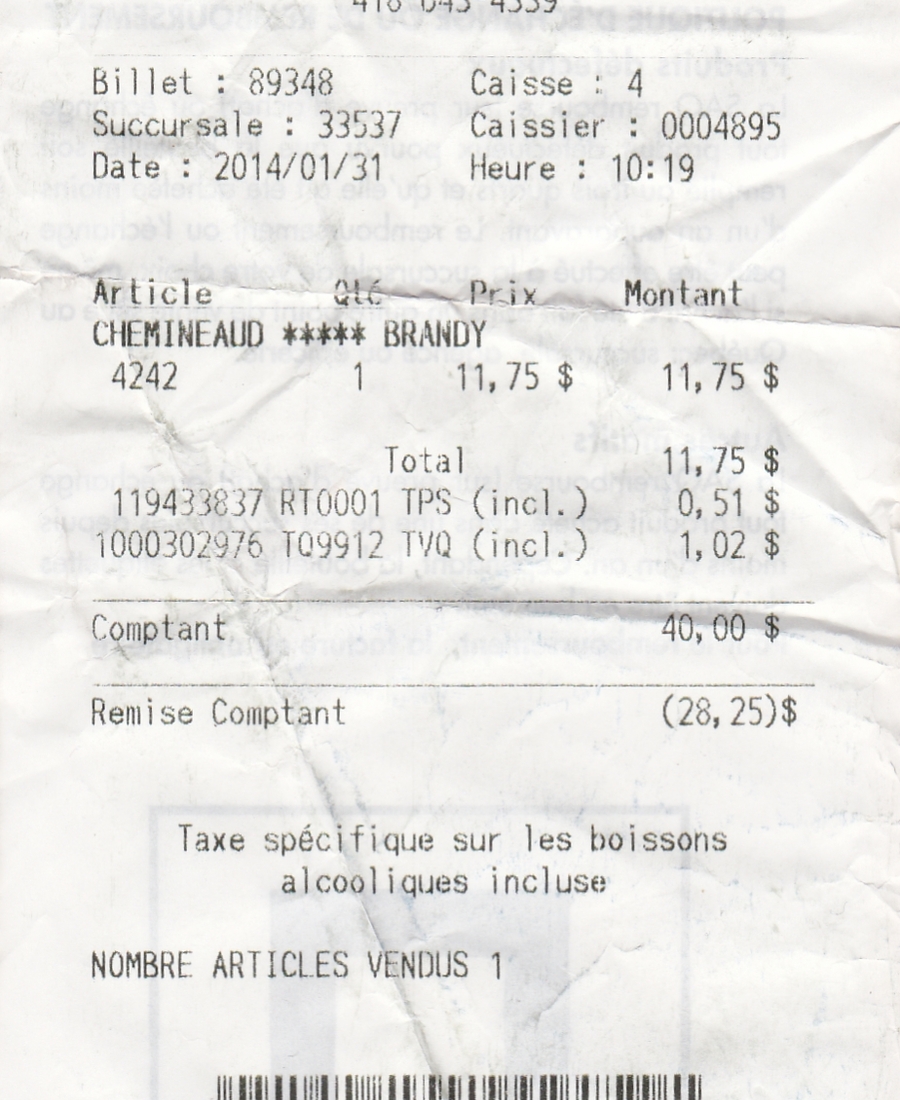 418 643 4339
Billet : 89348 Caisse : 4
Succursale : 33537 Caissier : 0004895
Date : 2014/01/31 Heure : 10:19
Article Qté Prix Montant
CHEMINEAUD ***** BRANDY
4242 1 11,75 $ 11,75 $
Total 11,75 $
119433837 RT0001 TPS (incl.) 0,51 $
1000302976 TQ9912 TVQ (incl.) 1,02 $
Comptant 40,00 $
Remise Comptant (28,25)$
Taxe spécifique sur les boissons
alcooliques incluse
NOMBRE ARTICLES VENDUS 1